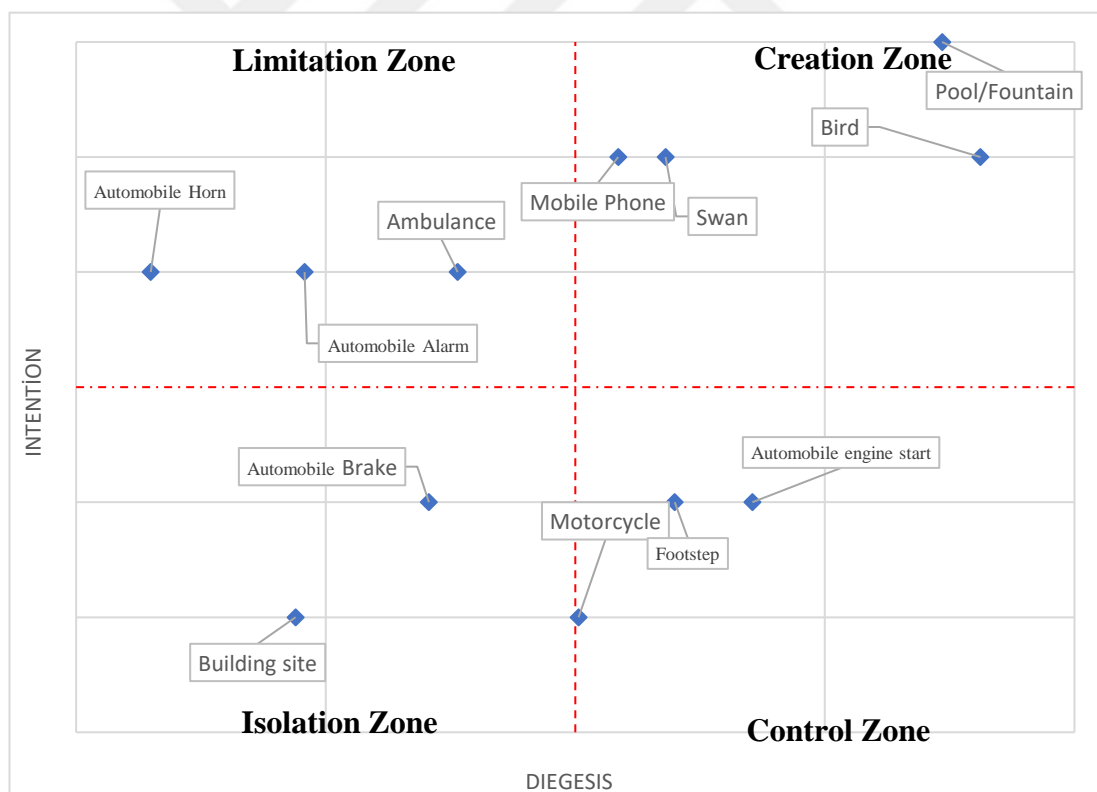 Limitation Zone
Creation Zone
Pool/Fountain
Bird
Automobile Horn
Mobile Phone
Swan
Ambulance
Automobile Alarm
INTENTİON
Automobile Brake
Automobile engine start
Motorcycle
Footstep
Building site
Isolation Zone
Control Zone
DIEGESIS